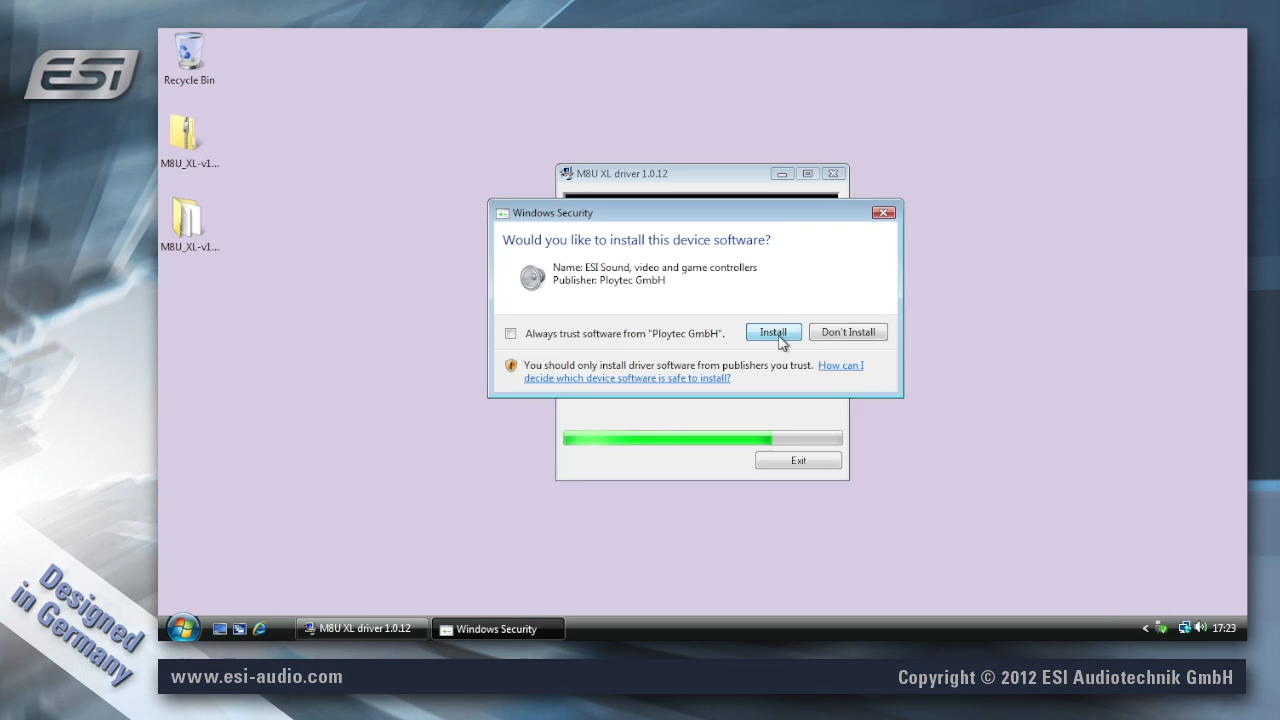 ESI
Recycle Bin
M8U_XL-v1...
M8U_XL-v1...
M8U XL driver 1.0.12
Windows Security
Would you like to install this device software?
Name: ESI Sound, video and game controllers
Publisher: Ploytec GmbH
Always trust software from "Ploytec GmbH".
Install
Don't Install
You should only install driver software from publishers you trust. How can I
decide which device software is safe to install?
Exit
Designed
in Germany
M8U XL driver 1.0.12
Windows Security
17:23
www.esi-audio.com
Copyright © 2012 ESI Audiotechnik GmbH